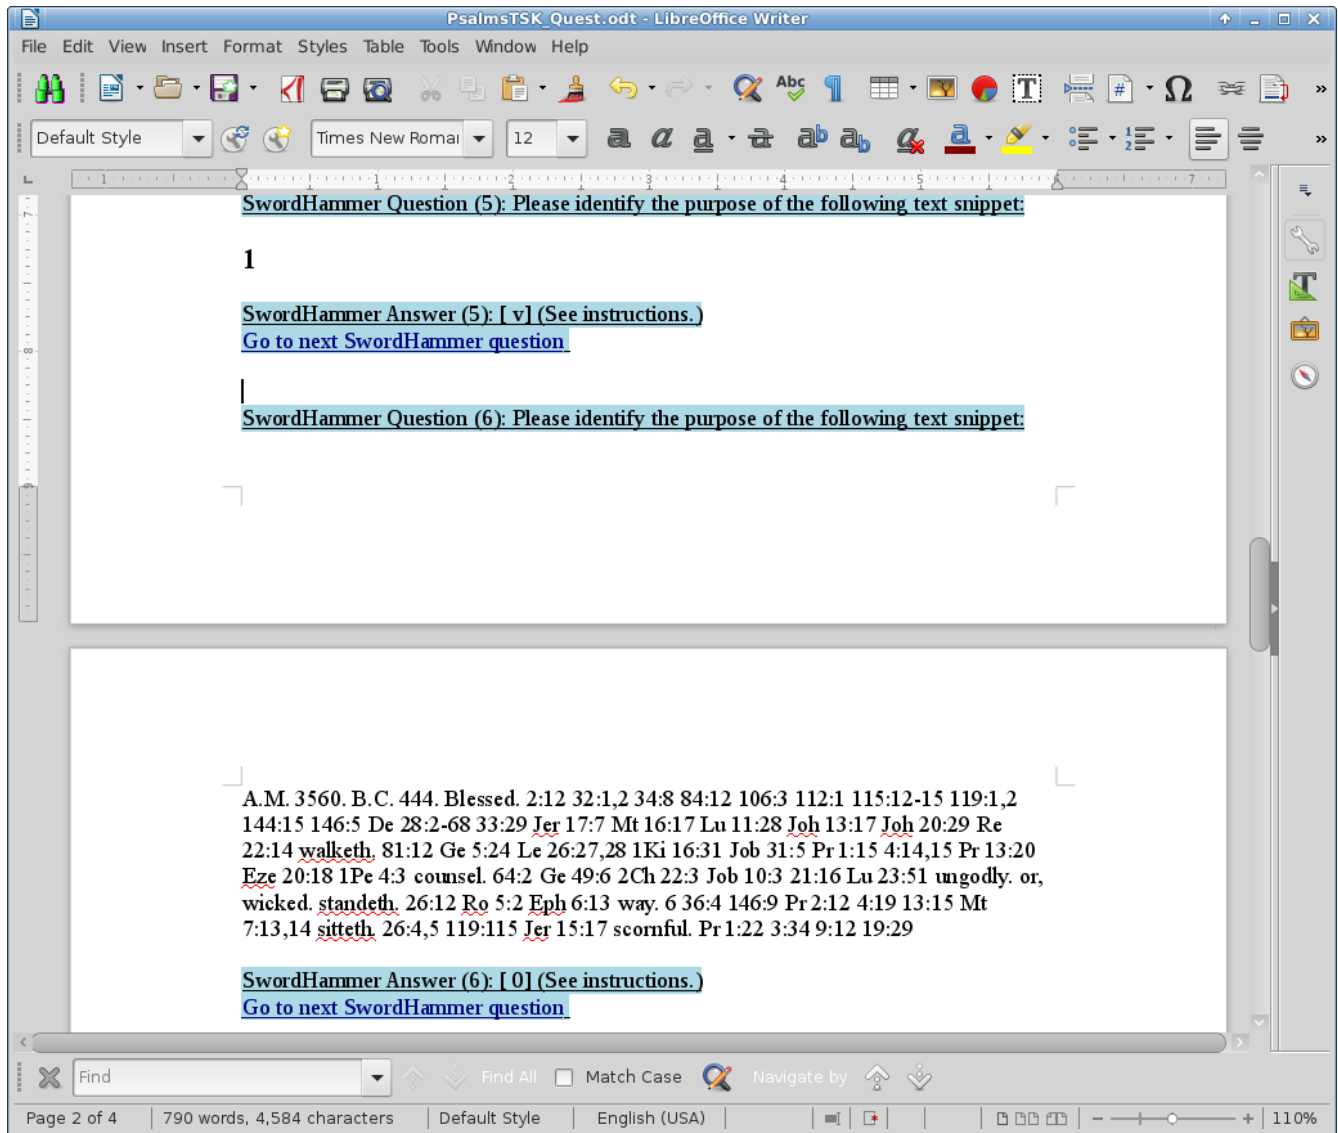 PsalmsTSK_Quest.odt - LibreOffice Writer
File Edit View Insert Format Styles Table Tools Window Help
Abc
Default Style Times New Romai 12
1 1 2 3 4 5 7
SwordHammer Question (5): Please identify the purpose of the following text snippet:
1
SwordHammer Answer (5): [ v] (See instructions.)
Go to next SwordHammer question
SwordHammer Question (6): Please identify the purpose of the following text snippet:
A.M. 3560. B.C. 444. Blessed. 2:12 32:1,2 34:8 84:12 106:3 112:1 115:12-15 119:1,2
144:15 146:5 De 28:2-68 33:29 Jer 17:7 Mt 16:17 Lu 11:28 Joh 13:17 Joh 20:29 Re
22:14 walketh. 81:12 Ge 5:24 Le 26:27,28 1Ki 16:31 Job 31:5 Pr 1:15 4:14,15 Pr 13:20
Eze 20:18 1Pe 4:3 counsel. 64:2 Ge 49:6 2Ch 22:3 Job 10:3 21:16 Lu 23:51 ungodly. or,
wicked. standeth. 26:12 Ro 5:2 Eph 6:13 way. 6 36:4 146:9 Pr 2:12 4:19 13:15 Mt
7:13,14 sitteth. 26:4,5 119:115 Jer 15:17 scornful. Pr 1:22 3:34 9:12 19:29
SwordHammer Answer (6): [ 0] (See instructions.)
Go to next SwordHammer question
Find Find All Match Case Navigate by
Page 2 of 4 790 words, 4,584 characters Default Style English (USA) 110%